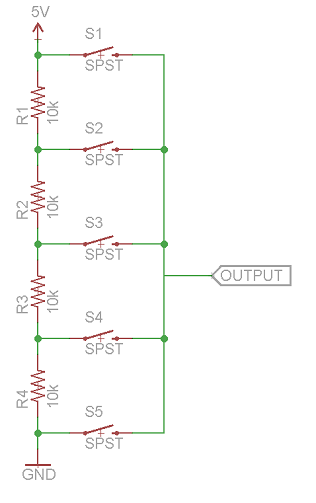 5V
S1
SPST
R1
10k
S2
SPST
R2
10k
S3
SPST
OUTPUT
R3
10k
S4
SPST
R4
10k
S5
SPST
GND